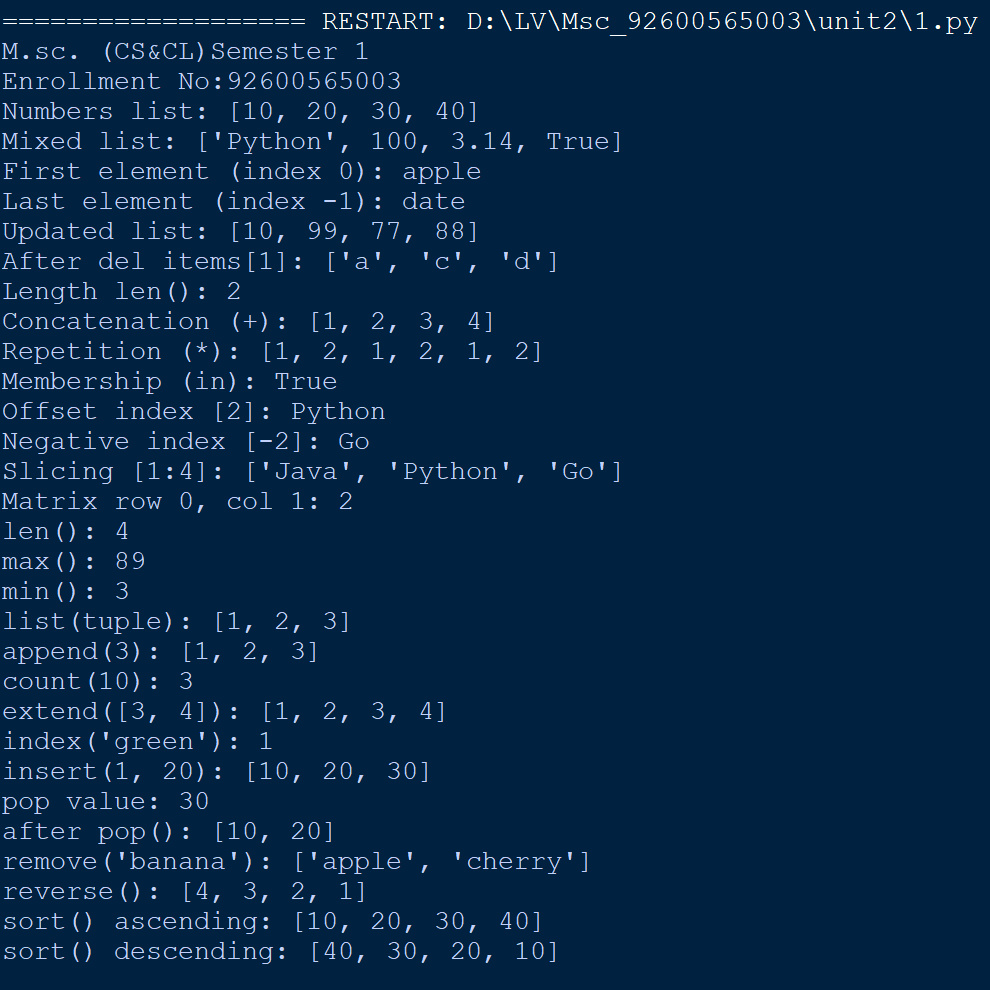 =================== RESTART: D:\LV\Msc_92600565003\unit2\1.py
M.sc. (CS&CL)Semester 1
Enrollment No:92600565003
Numbers list: [10, 20, 30, 40]
Mixed list: ['Python', 100, 3.14, True]
First element (index 0): apple
Last element (index -1): date
Updated list: [10, 99, 77, 88]
After del items[1]: ['a', 'c', 'd']
Length len(): 2
Concatenation (+): [1, 2, 3, 4]
Repetition (*): [1, 2, 1, 2, 1, 2]
Membership (in): True
Offset index [2]: Python
Negative index [-2]: Go
Slicing [1:4]: ['Java', 'Python', 'Go']
Matrix row 0, col 1: 2
len(): 4
max(): 89
min(): 3
list(tuple): [1, 2, 3]
append(3): [1, 2, 3]
count(10): 3
extend([3, 4]): [1, 2, 3, 4]
index('green'): 1
insert(1, 20): [10, 20, 30]
pop value: 30
after pop(): [10, 20]
remove('banana'): ['apple', 'cherry']
reverse(): [4, 3, 2, 1]
sort() ascending: [10, 20, 30, 40]
sort() descending: [40, 30, 20, 10]